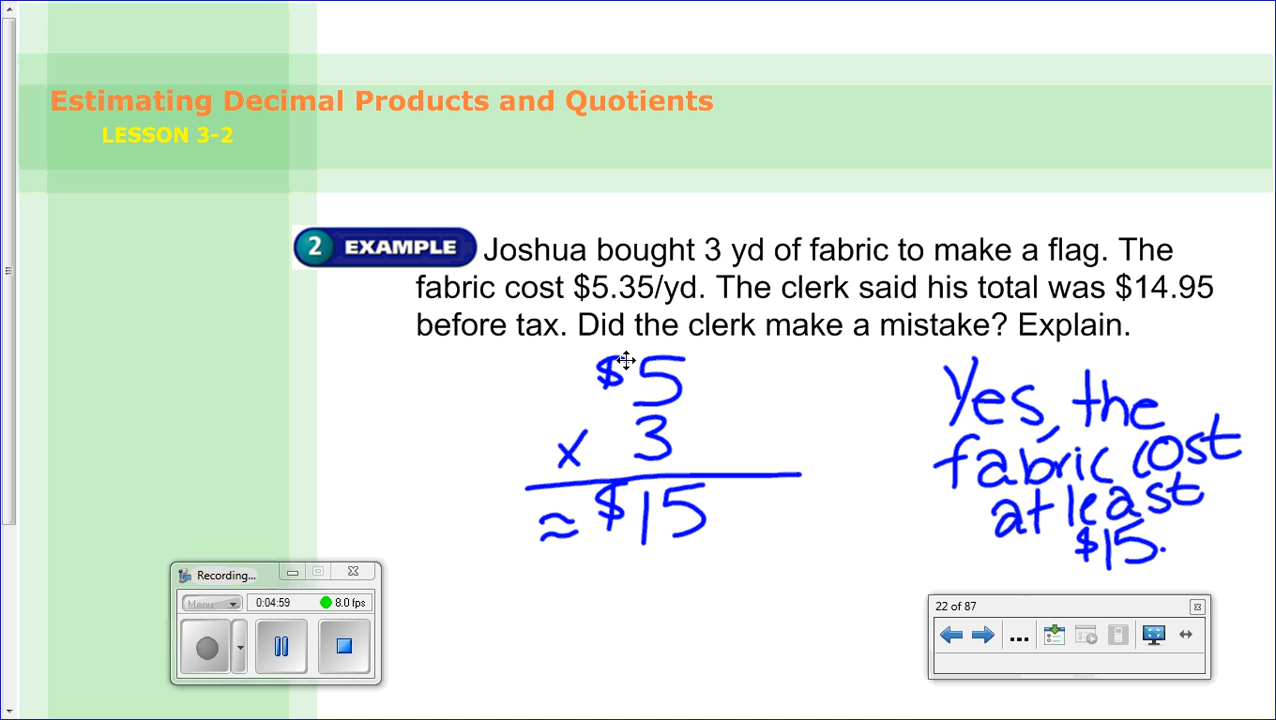 Estimating Decimal Products and Quotients
LESSON 3-2
2 EXAMPLE Joshua bought 3 yd of fabric to make a flag. The
fabric cost $5.35/yd. The clerk said his total was $14.95
before tax. Did the clerk make a mistake? Explain.
$5
x 3
≈ $15
Yes, the
fabric cost
at least
$15.
Recording...
Menu 0:04:59 8.0 fps
22 of 87
...